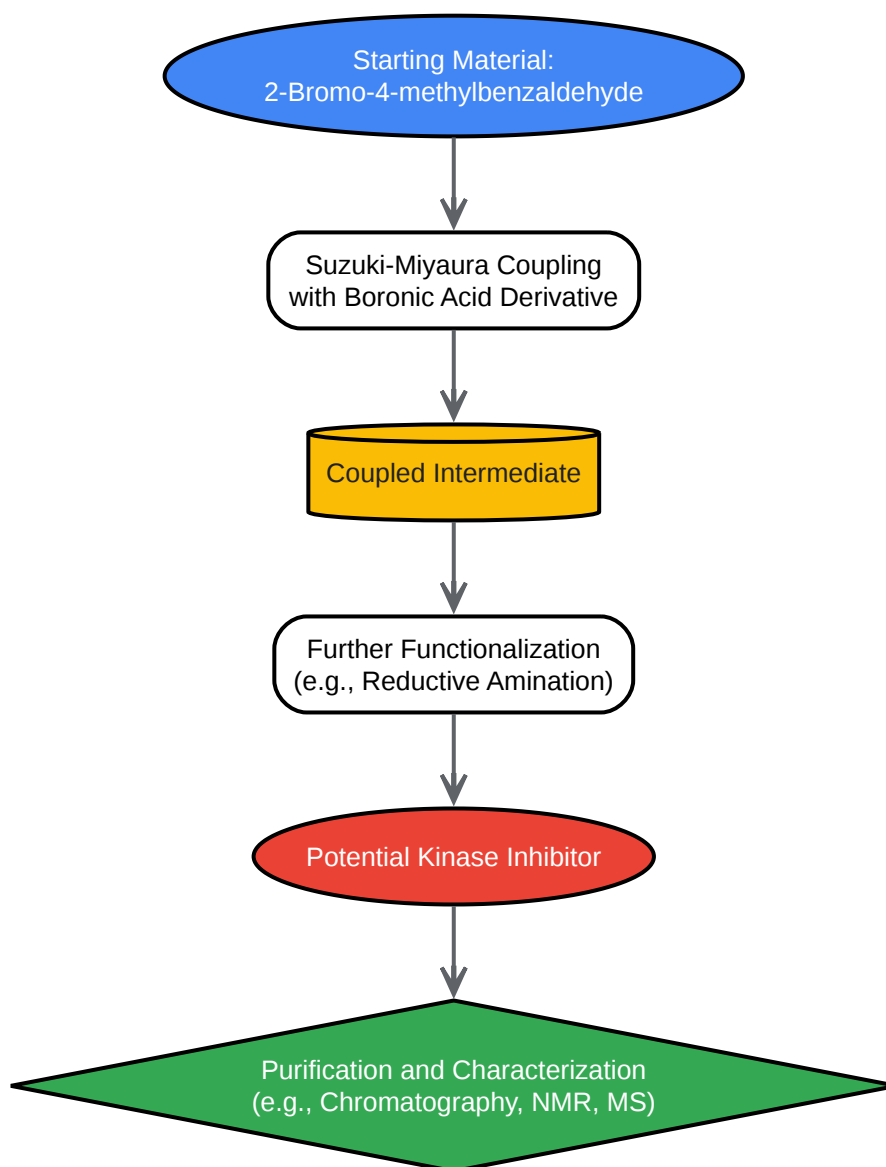 Starting Material:
2-Bromo-4-methylbenzaldehyde
Suzuki-Miyaura Coupling
with Boronic Acid Derivative
Coupled Intermediate
Further Functionalization
(e.g., Reductive Amination)
Potential Kinase Inhibitor
Purification and Characterization
(e.g., Chromatography, NMR, MS)